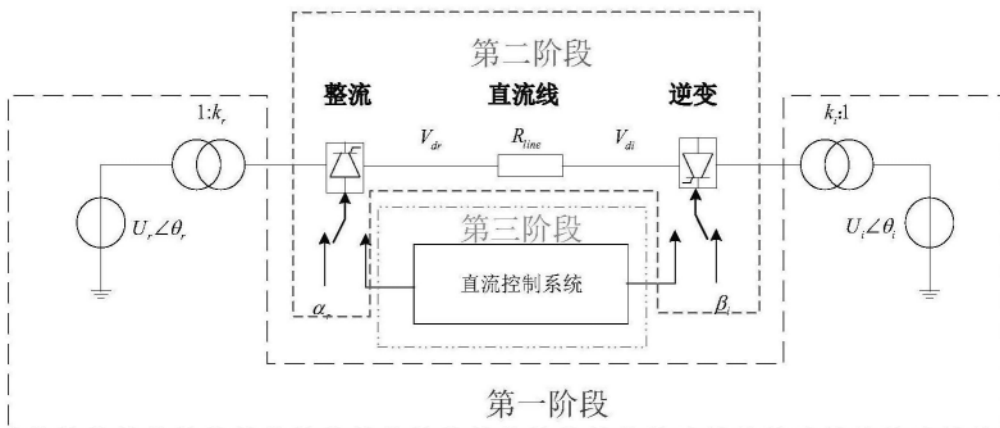 第二阶段
整流
直流线
逆变
1:k_r
k_i:1
V_dr
R_line
V_di
第三阶段
U_r∠θ_r
U_i∠θ_i
直流控制系统
α_r
β_i
第一阶段